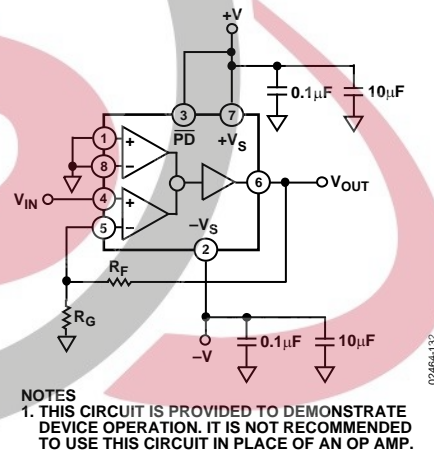 +V
0.1µF
10µF
3
7
1
PD
+VS
+
8
–
VIN
4
+
6
VOUT
5
–
–VS
2
RF
RG
–V
0.1µF
10µF
02464-132
NOTES
1. THIS CIRCUIT IS PROVIDED TO DEMONSTRATE
DEVICE OPERATION. IT IS NOT RECOMMENDED
TO USE THIS CIRCUIT IN PLACE OF AN OP AMP.